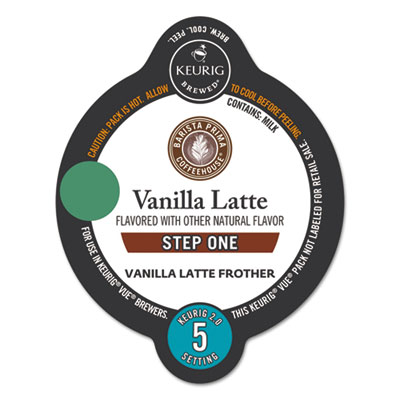 BREW, COOL, PEEL.
KEURIG
BREWED
CAUTION: PACK IS HOT. ALLOW TO COOL BEFORE PEELING.
CONTAINS: MILK
BARISTA PRIMA
COFFEEHOUSE
Vanilla Latte
FLAVORED WITH OTHER NATURAL FLAVOR
STEP ONE
VANILLA LATTE FROTHER
FOR USE IN KEURIG® VUE® BREWERS.
THIS KEURIG® VUE® PACK NOT LABELED FOR RETAIL SALE.
KEURIG 2.0
5
SETTING